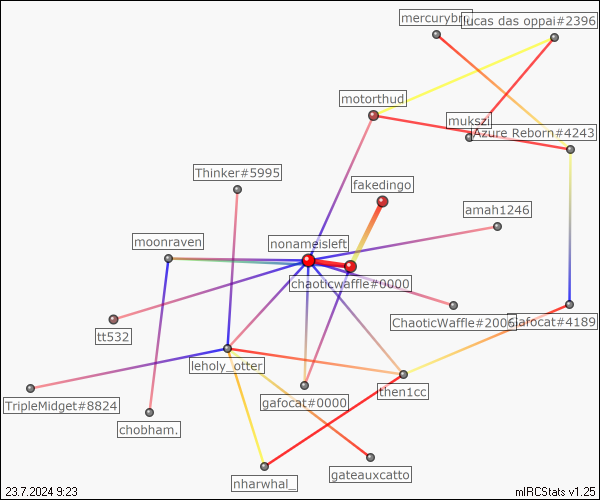 lucas das oppai#2396
motorthud
mukszi
Azure Reborn#4243
Thinker#5995
fakedingo
amah1246
moonraven
nonameisleft
chaoticwaffle#0000
ChaoticWaffle#2006
gafocat#4189
tt532
leholy_otter
then1cc
TripleMidget#8824
gafocat#0000
chobham.
gateauxcatto
nharwhal_
23.7.2024 9:23
mIRCStats v1.25